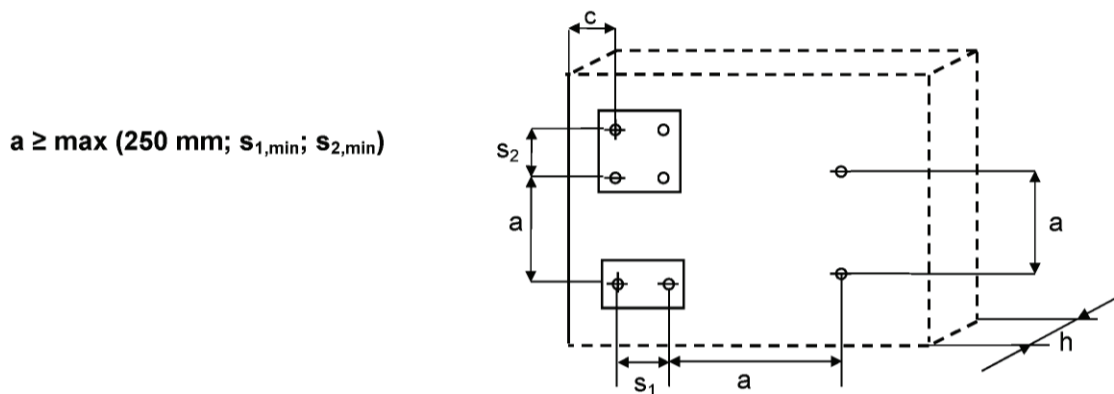 c
a ≥ max (250 mm; s1,min; s2,min)
s2
a
a
h
s1
a